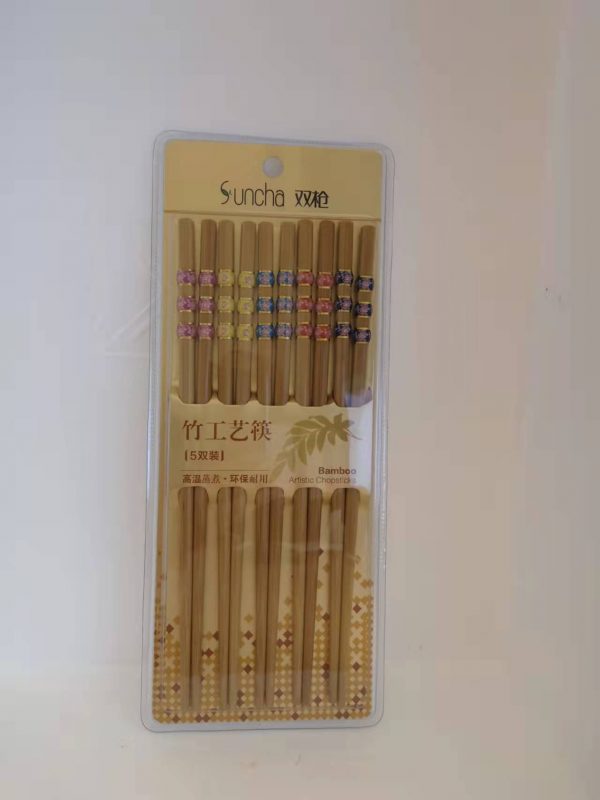 Suncha 双枪
竹工艺筷
[5双装]
高温蒸煮·环保耐用
Bamboo
Artistic Chopsticks